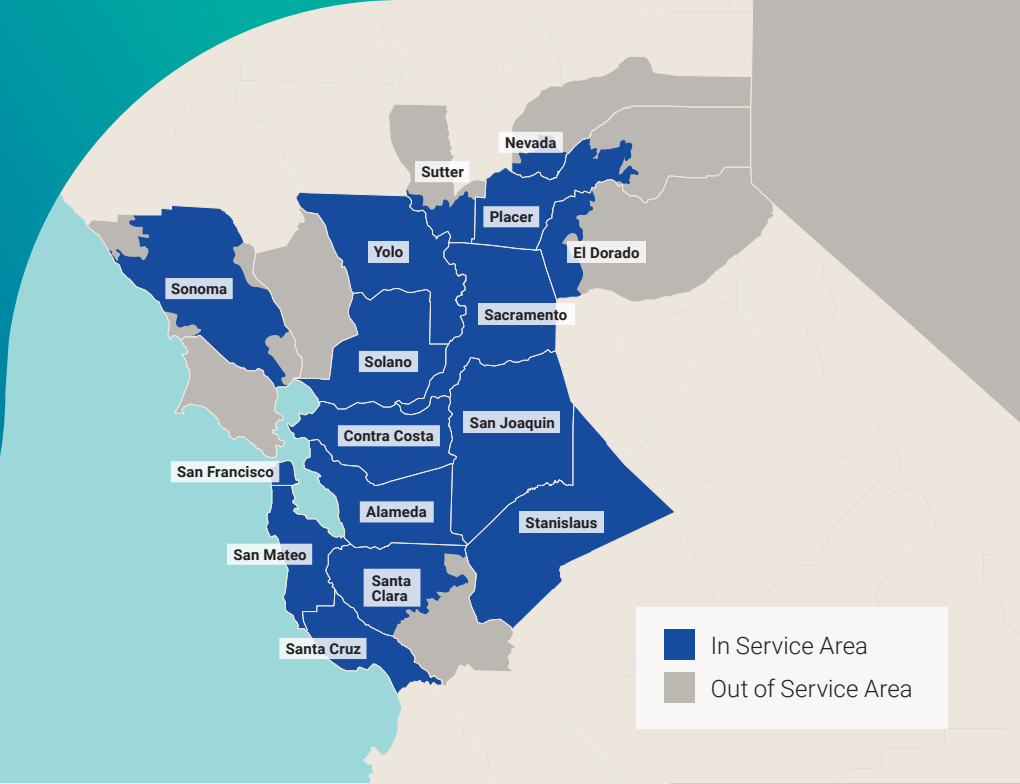 Nevada
Sutter
Placer
Yolo
El Dorado
Sonoma
Sacramento
Solano
San Joaquin
Contra Costa
San Francisco
Alameda
Stanislaus
San Mateo
Santa
Clara
Santa Cruz
In Service Area
Out of Service Area